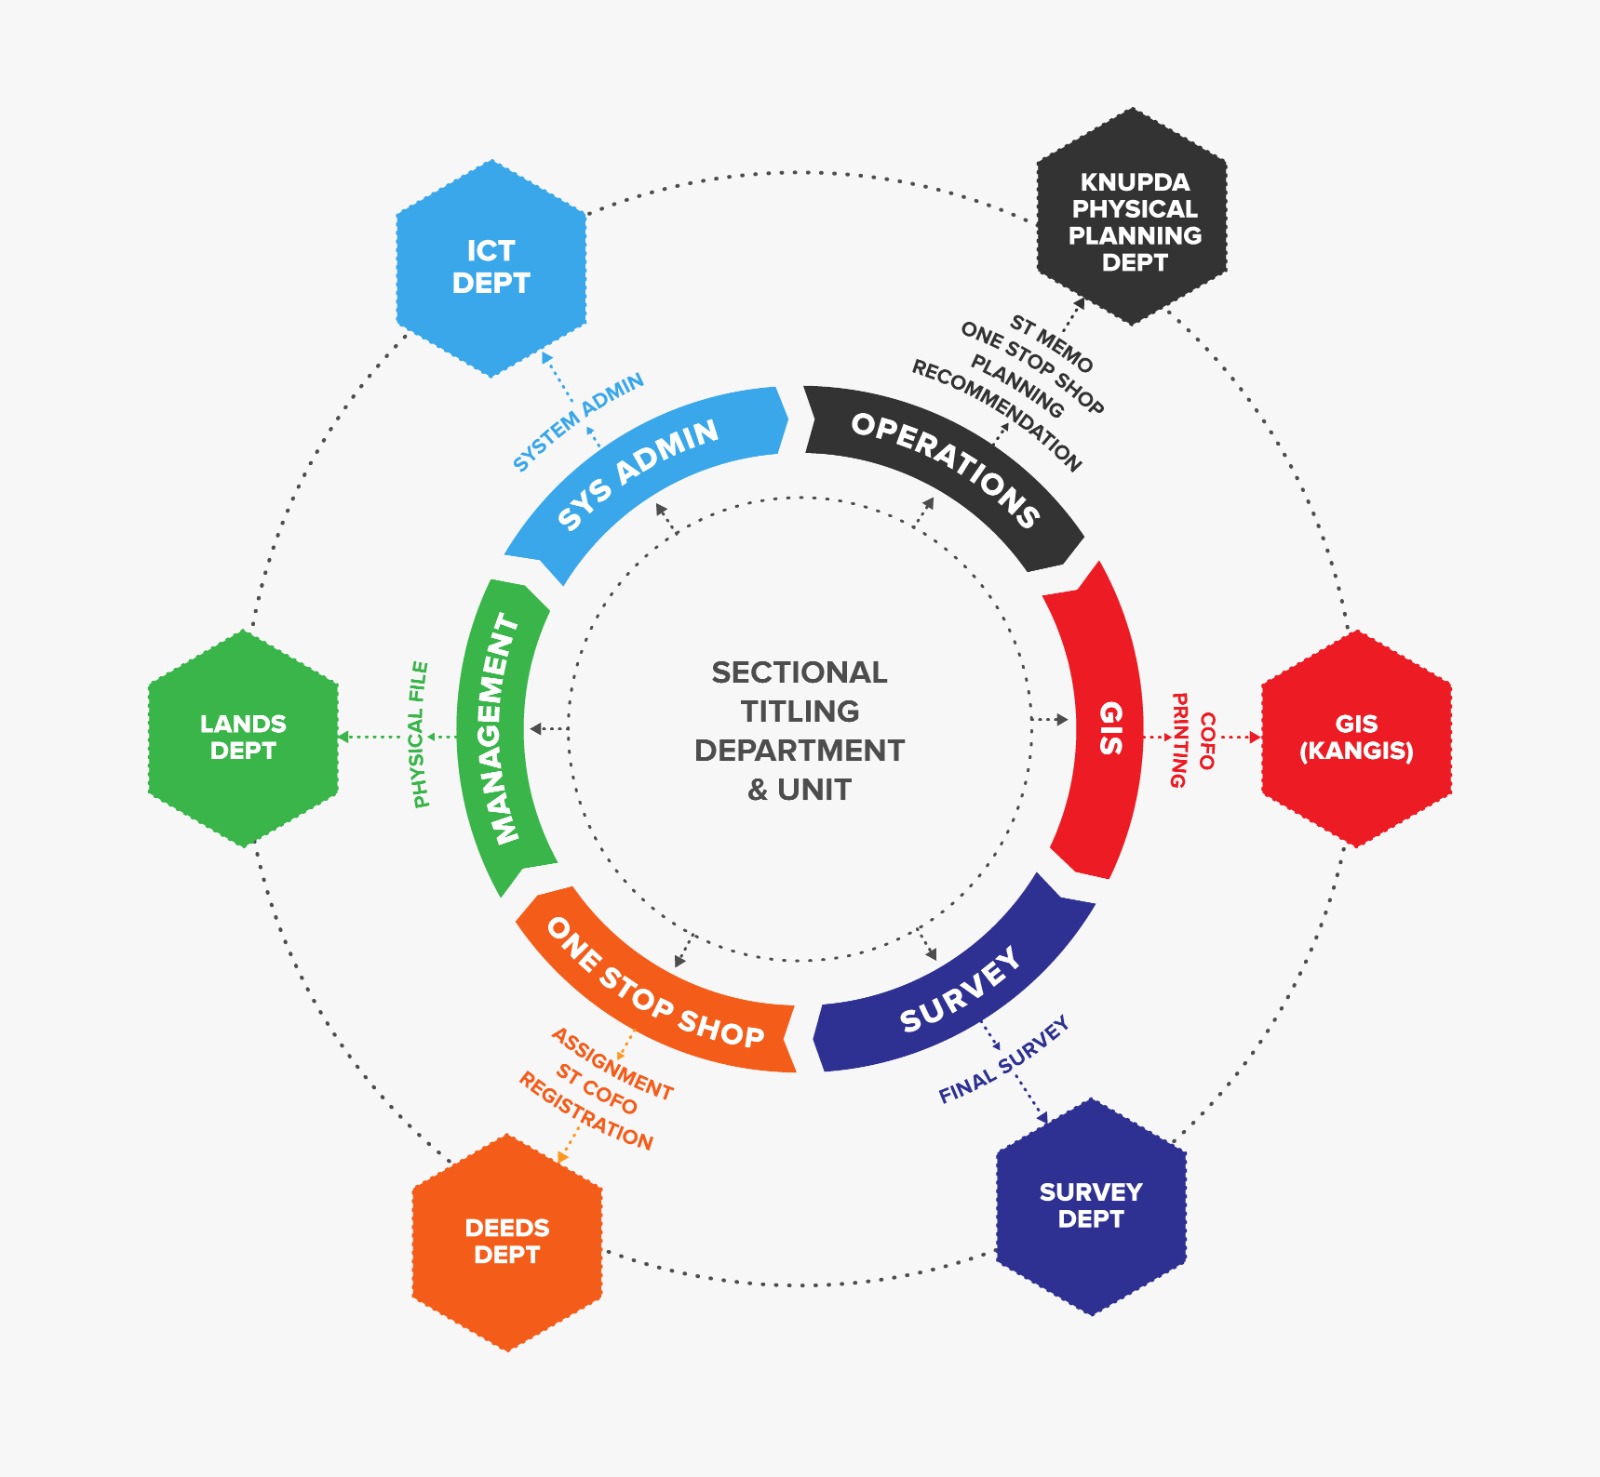 KNUPDA
PHYSICAL
PLANNING
DEPT
ICT
DEPT
ST MEMO
ONE STOP SHOP
PLANNING
RECOMMENDATION
SYSTEM ADMIN
SYS ADMIN
OPERATIONS
MANAGEMENT
GIS
SECTIONAL
TITLING
DEPARTMENT
& UNIT
LANDS
DEPT
PHYSICAL FILE
COFO
PRINTING
GIS
(KANGIS)
ONE STOP SHOP
SURVEY
ASSIGNMENT
ST COFO
REGISTRATION
FINAL SURVEY
DEEDS
DEPT
SURVEY
DEPT